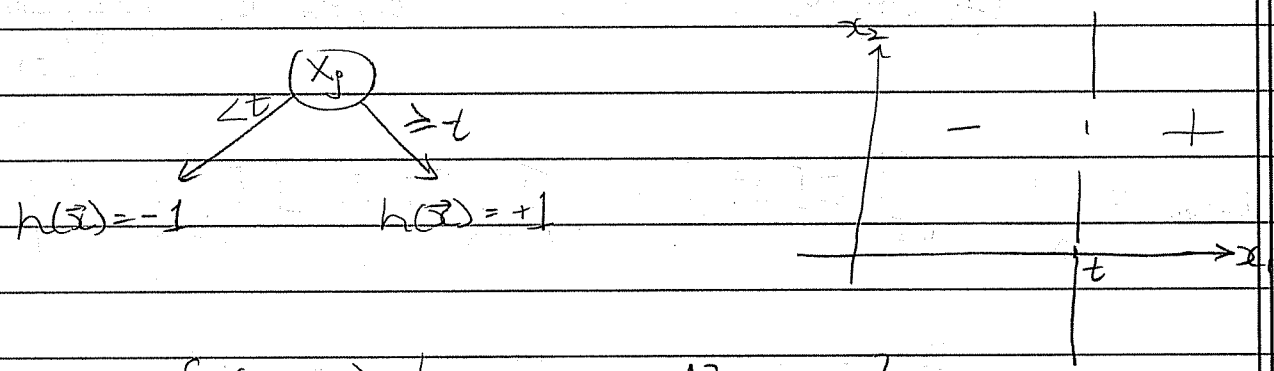 x₂
Xⱼ
<t ≥t
− +
h(x⃗)=-1 h(x⃗)=+1
x₁
t